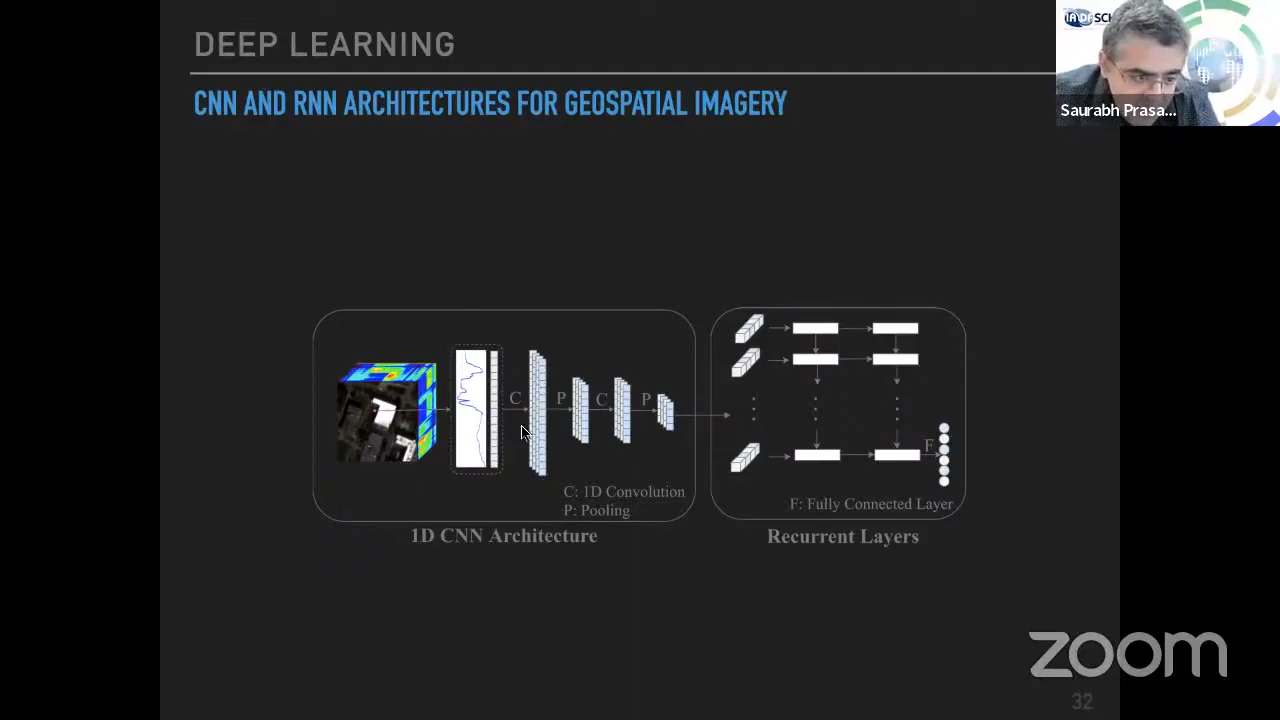 DEEP LEARNING
CNN AND RNN ARCHITECTURES FOR GEOSPATIAL IMAGERY
Saurabh Prasa...
C
P
C
P
F
C: 1D Convolution
P: Pooling
F: Fully Connected Layer
1D CNN Architecture
Recurrent Layers
zoom
32